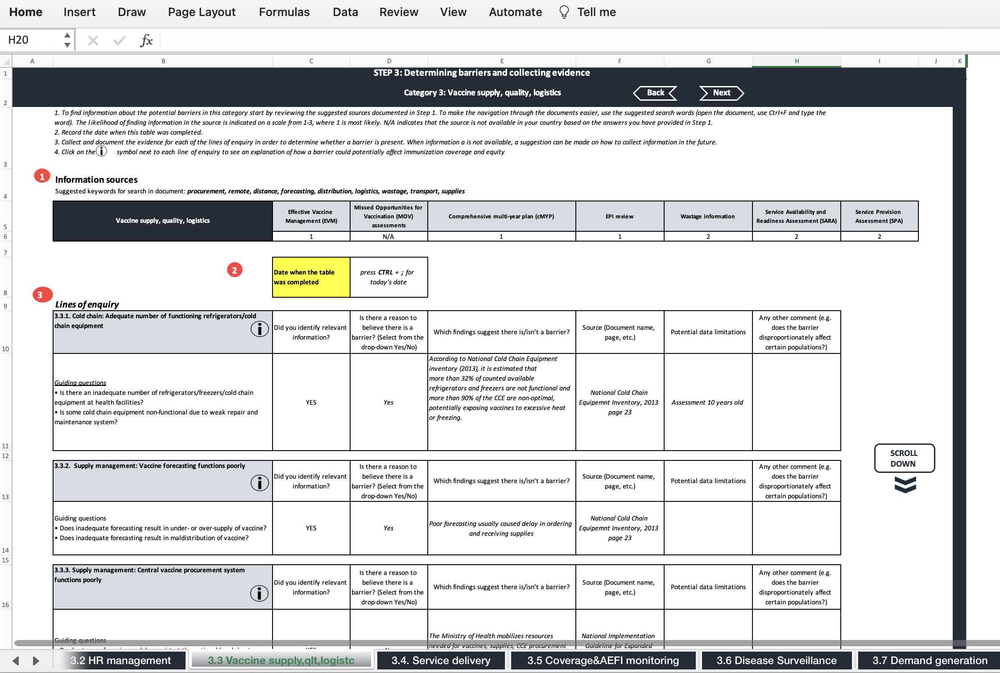 Home Insert Draw Page Layout Formulas Data Review View Automate Tell me
H20 fx
A B C D E F G H I J K
1
STEP 3: Determining barriers and collecting evidence
2
Category 3: Vaccine supply, quality, logistics
Back
Next
1. To find information about the potential barriers in this category start by reviewing the suggested sources documented in Step 1. To make the navigation through the documents easier, use the suggested search words (open the document, use Ctrl+F and type the
word). The likelihood of finding information in the source is indicated on a scale from 1-3, where 1 is most likely. N/A indicates that the source is not available in your country based on the answers you have provided in Step 1.
2. Record the date when this table was completed.
3. Collect and document the evidence for each of the lines of enquiry in order to determine whether a barrier is present. When information a is not available, a suggestion can be made on how to collect information in the future.
4. Click on the i symbol next to each line of enquiry to see an explanation of how a barrier could potentially affect immunization coverage and equity
3
1
Information sources
4
Suggested keywords for search in document: procurement, remote, distance, forecasting, distribution, logistics, wastage, transport, supplies
5
Vaccine supply, quality, logistics
Effective Vaccine
Management (EVM)
Missed Opportunities for
Vaccination (MOV)
assessments
Comprehensive multi-year plan (cMYP)
EPI review
Wastage information
Service Availability and
Readiness Assessment (SARA)
Service Provision
Assessment (SPA)
6
1 N/A 1 1 2 2 2
7
2
Date when the table
was completed
press CTRL + ; for
today's date
8
3
9
Lines of enquiry
3.3.1. Cold chain: Adequate number of functioning refrigerators/cold
chain equipment
i
Did you identify relevant
information?
Is there a reason to
believe there is a
barrier? (Select from the
drop-down Yes/No)
Which findings suggest there is/isn't a barrier?
Source (Document name,
page, etc.)
Potential data limitations
Any other comment (e.g.
does the barrier
disproportionately affect
certain populations?)
10
Guiding questions
• Is there an inadequate number of refrigerators/freezers/cold chain
equipment at health facilities?
• Is some cold chain equipment non-functional due to weak repair and
maintenance system?
YES
Yes
According to National Cold Chain Equipment
inventory (2013), it is estimated that
more than 32% of counted available
refrigerators and freezers are not functional and
more than 90% of the CCE are non-optimal,
potentially exposing vaccines to excessive heat
or freezing.
National Cold Chain
Equipemnt Inventory, 2013
page 23
Assessment 10 years old
11
12
SCROLL
DOWN
3.3.2. Supply management: Vaccine forecasting functions poorly
i
Did you identify relevant
information?
Is there a reason to
believe there is a
barrier? (Select from the
drop-down Yes/No)
Which findings suggest there is/isn't a barrier?
Source (Document name,
page, etc.)
Potential data limitations
Any other comment (e.g.
does the barrier
disproportionately affect
certain populations?)
13
Guiding questions
• Does inadequate forecasting result in under- or over-supply of vaccine?
• Does inadequate forecasting result in maldistribution of vaccine?
YES
Yes
Poor forecasting usually caused delay in ordering
and receiving supplies
National Cold Chain
Equipemnt Inventory, 2013
page 23
14
15
3.3.3. Supply management: Central vaccine procurement system
functions poorly
i
Did you identify relevant
information?
Is there a reason to
believe there is a
barrier? (Select from the
drop-down Yes/No)
Which findings suggest there is/isn't a barrier?
Source (Document name,
page, etc.)
Potential data limitations
Any other comment (e.g.
does the barrier
disproportionately affect
certain populations?)
16
Guiding questions
YES
The Ministry of Health mobilizes resources
needed for vaccines, supplies, CCE procurement
National Implementation
Guideline for Expanded
3.2 HR management 3.3 Vaccine supply,qlt,logistc 3.4. Service delivery 3.5 Coverage&AEFI monitoring 3.6 Disease Surveillance 3.7 Demand generation